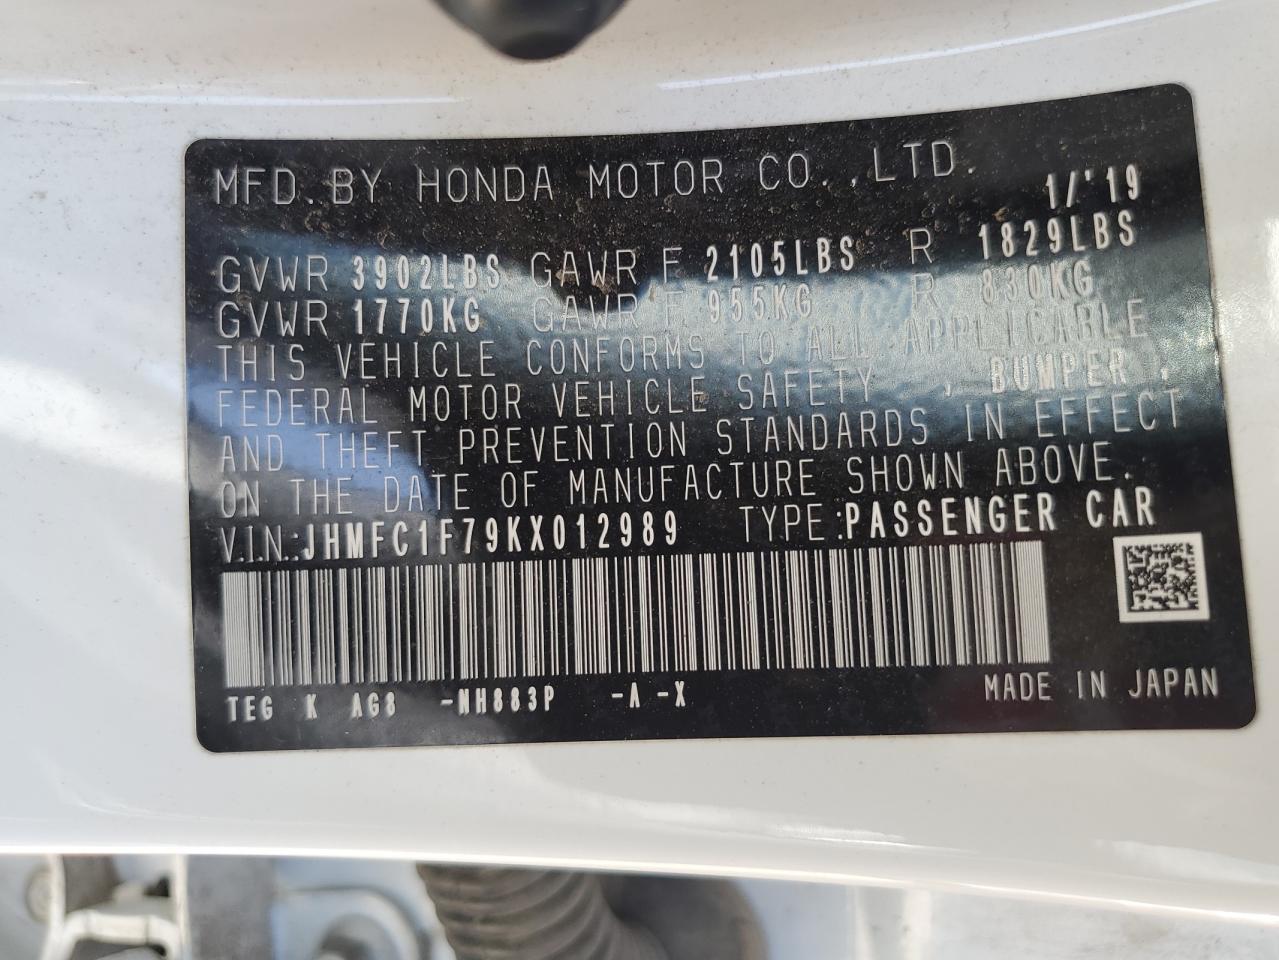 MFD. BY HONDA MOTOR CO., LTD. 1/'19
GVWR 3902LBS GAWR F 2105LBS R 1829LBS
GVWR 1770KG GAWR F 955KG R 830KG
THIS VEHICLE CONFORMS TO ALL APPLICABLE
FEDERAL MOTOR VEHICLE SAFETY , BUMPER ,
AND THEFT PREVENTION STANDARDS IN EFFECT
ON THE DATE OF MANUFACTURE SHOWN ABOVE.
V.I.N.:JHMFC1F79KX012989 TYPE:PASSENGER CAR
TEG K AG8 -NH883P -A -X MADE IN JAPAN